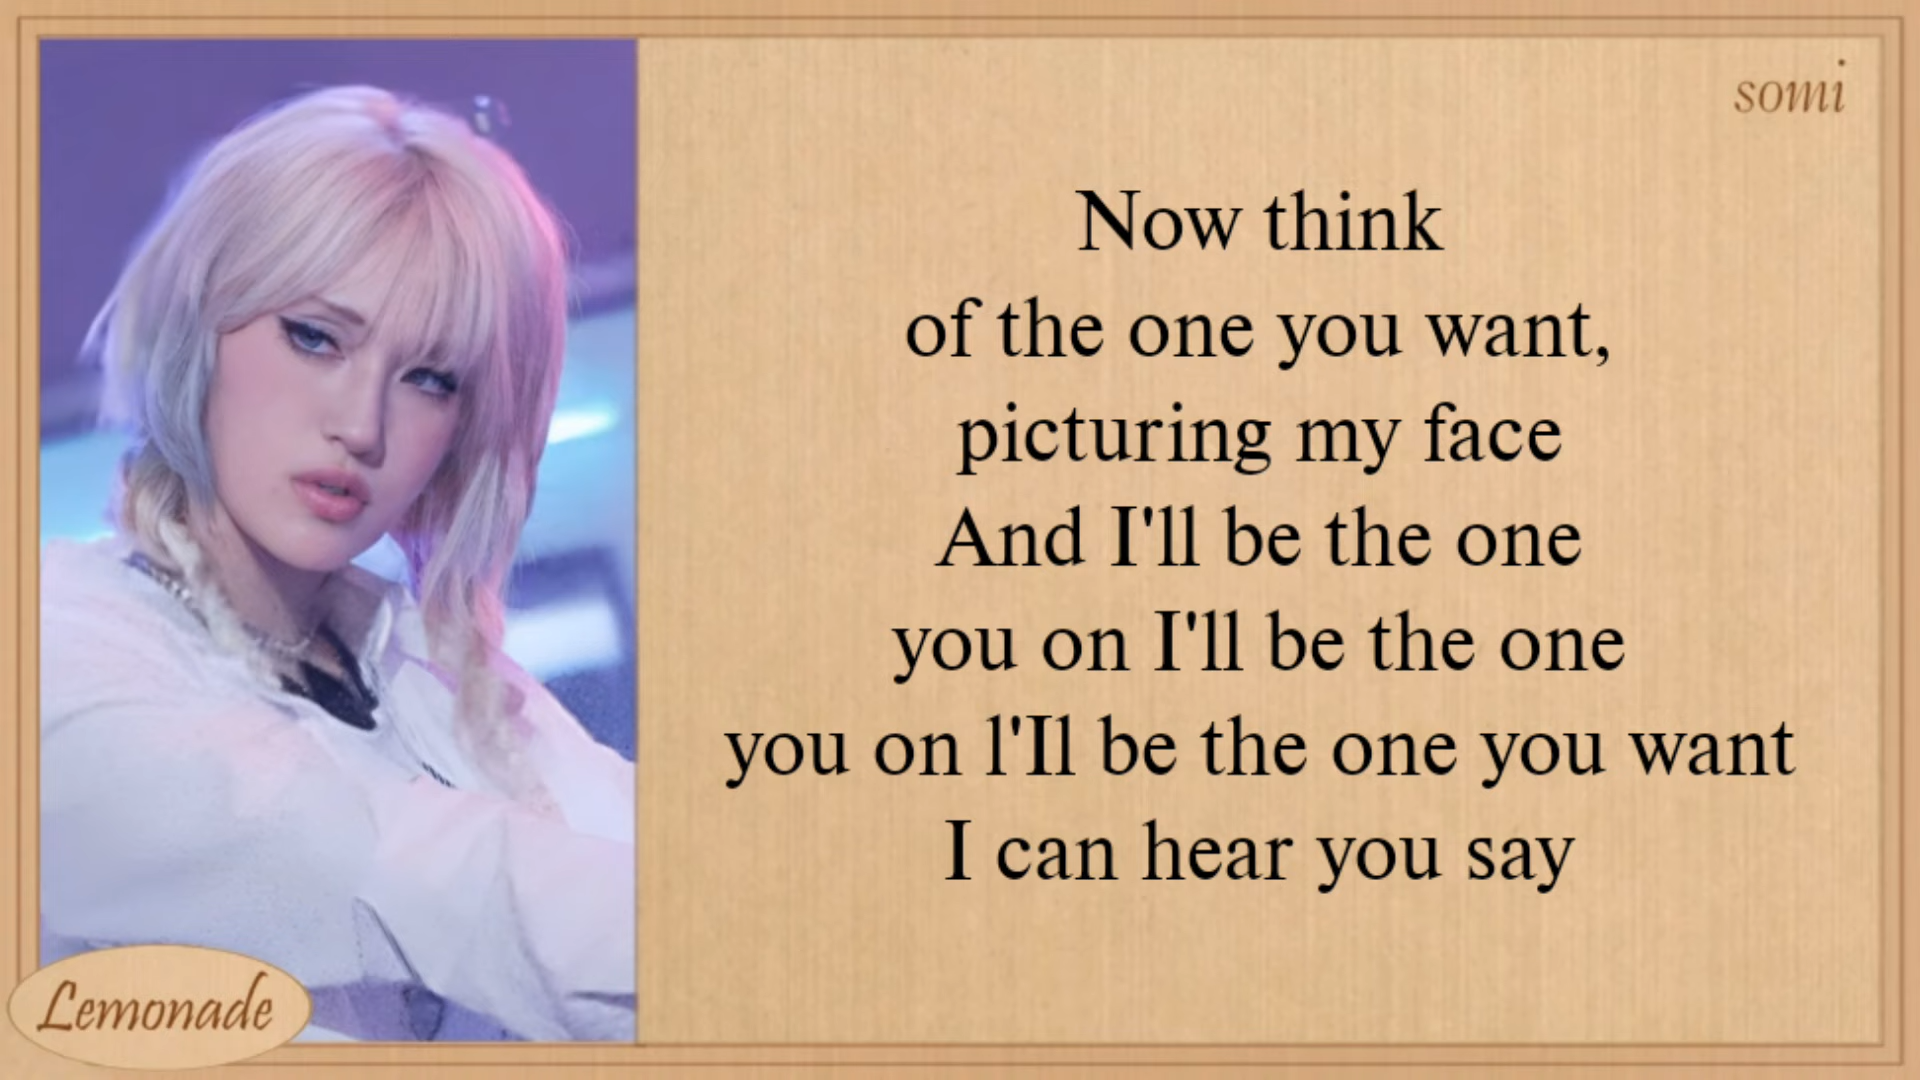 somi
Now think
of the one you want,
picturing my face
And I'll be the one
you on I'll be the one
you on l'Il be the one you want
I can hear you say
Lemonade